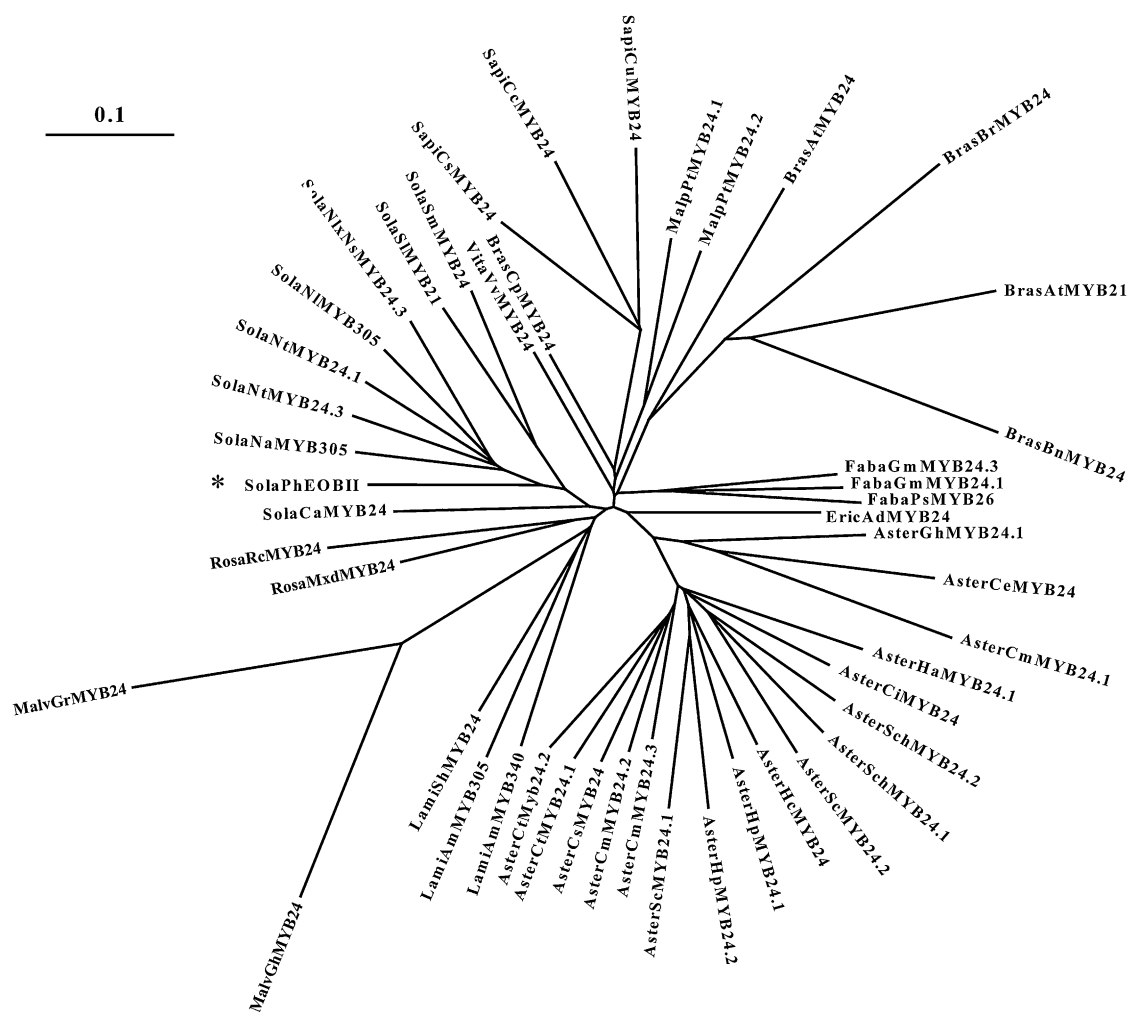 0.1
SapiCuMYB24
SapiCcMYB24
SapiCsMYB24
MalpPtMYB24.1
MalpPtMYB24.2
BrasAtMYB24
BrasBrMYB24
BrasAtMYB21
BrasBnMYB24
SolaNlxNsMYB24.3
SolaSlMYB21
SolaSmMYB24
BrasCpMYB24
VitaVvMYB24
SolaNlMYB305
SolaNtMYB24.1
SolaNtMYB24.3
SolaNaMYB305
* SolaPhEOBII
SolaCaMYB24
RosaRcMYB24
RosaMxdMYB24
FabaGmMYB24.3
FabaGmMYB24.1
FabaPsMYB26
EricAdMYB24
AsterGhMYB24.1
AsterCeMYB24
AsterCmMYB24.1
AsterHaMYB24.1
AsterCiMYB24
AsterSchMYB24.2
AsterSchMYB24.1
AsterScMYB24.2
AsterHcMYB24
AsterHpMYB24.1
AsterHpMYB24.2
AsterScMYB24.1
AsterCmMYB24.3
AsterCmMYB24.2
AsterCsMYB24
AsterCtMYB24.1
AsterCtMyb24.2
LamiAmMYB340
LamiAmMYB305
LamiShMYB24
MalvGrMYB24
MalvGhMYB24